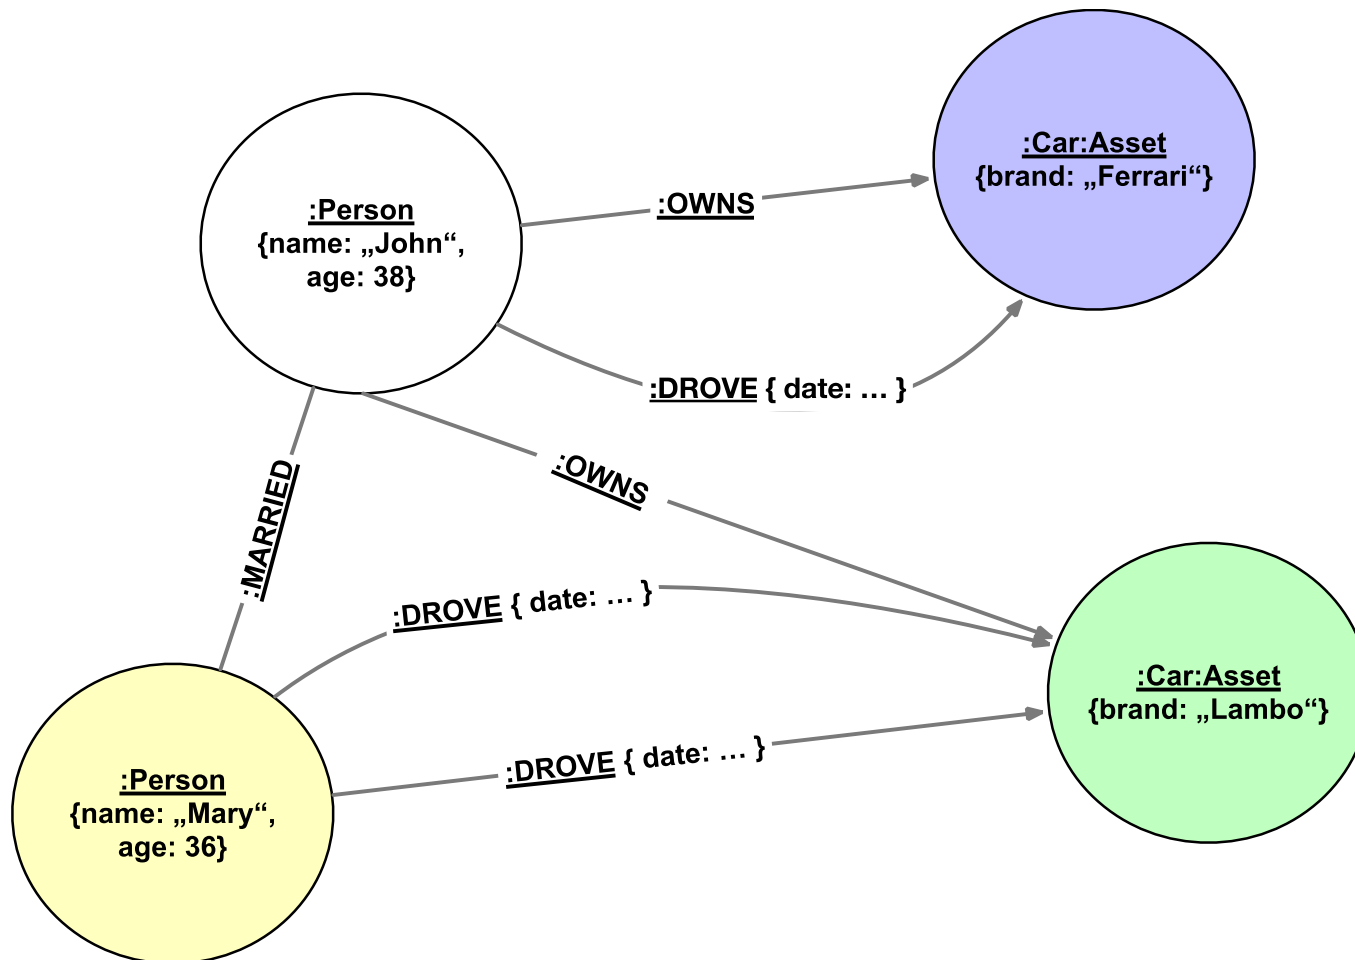 :Car:Asset
{brand: „Ferrari“}
:Person
{name: „John“,
age: 38}
:OWNS
:DROVE { date: ... }
:OWNS
:MARRIED
:DROVE { date: ... }
:Car:Asset
{brand: „Lambo“}
:DROVE { date: ... }
:Person
{name: „Mary“,
age: 36}